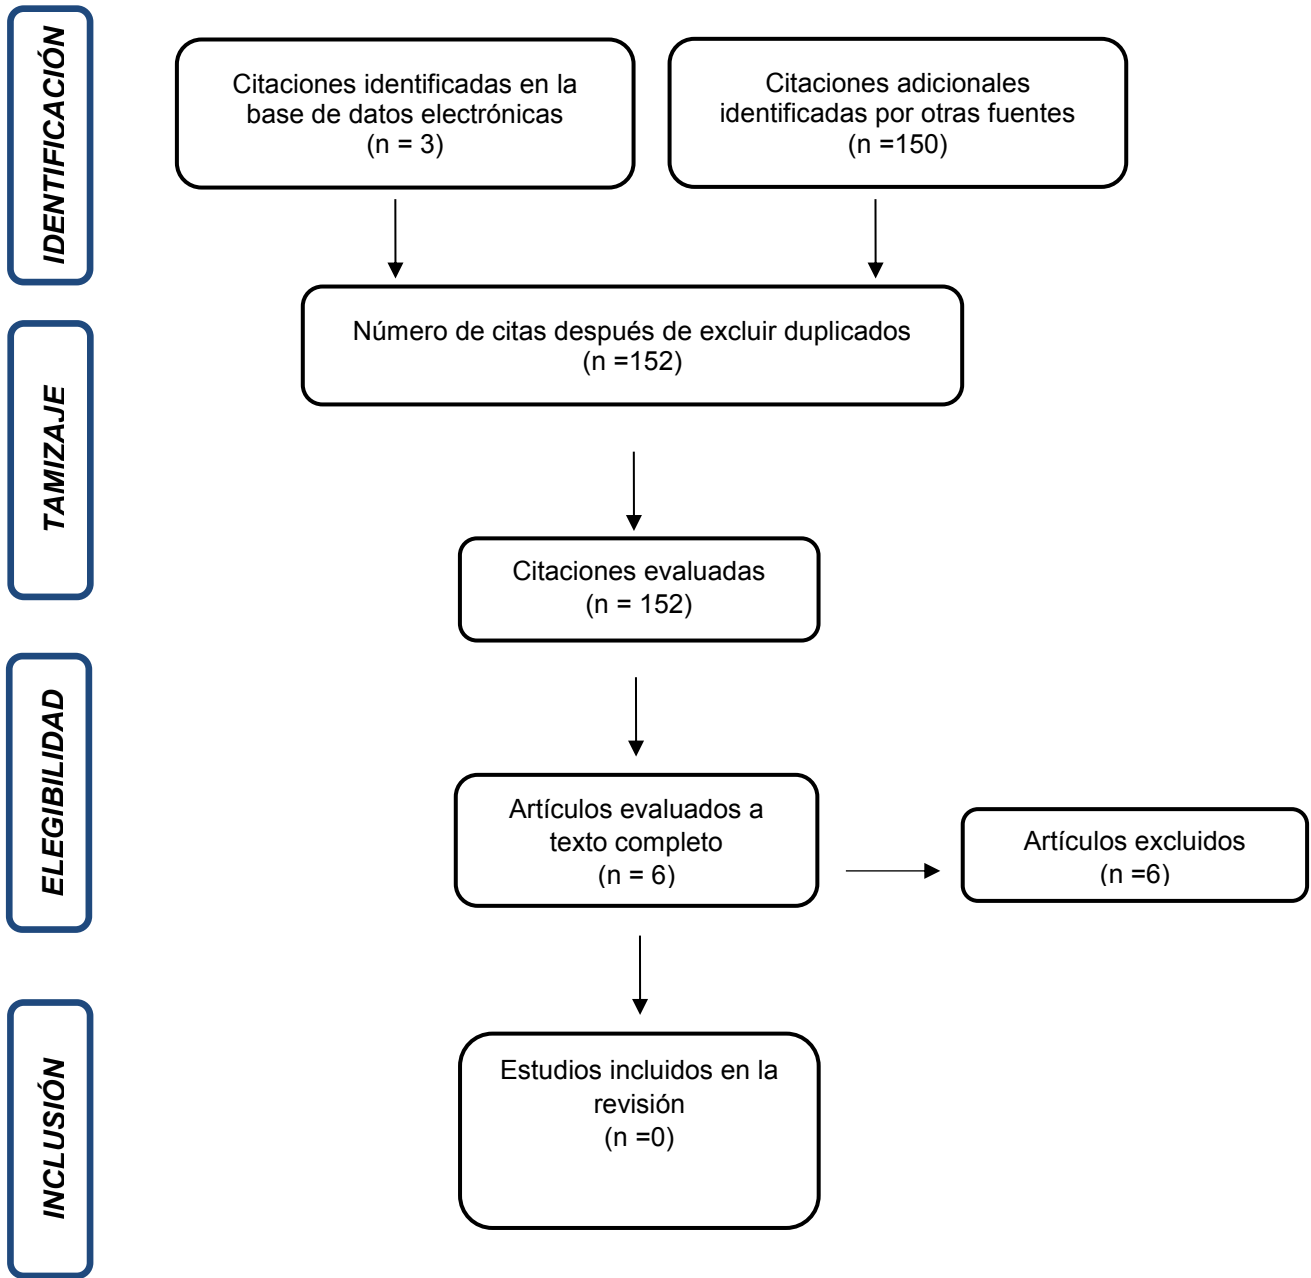 IDENTIFICACIÓN
Citaciones identificadas en la
base de datos electrónicas
(n = 3)
Citaciones adicionales
identificadas por otras fuentes
(n =150)
TAMIZAJE
Número de citas después de excluir duplicados
(n =152)
Citaciones evaluadas
(n = 152)
ELEGIBILIDAD
Artículos evaluados a
texto completo
(n = 6)
Artículos excluidos
(n =6)
INCLUSIÓN
Estudios incluidos en la
revisión
(n =0)